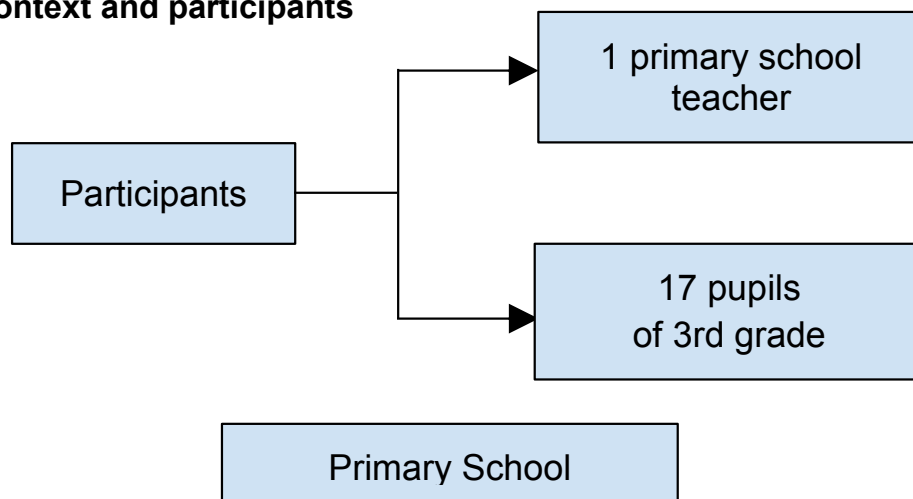 ontext and participants
1 primary school
teacher
Participants
17 pupils
of 3rd grade
Primary School